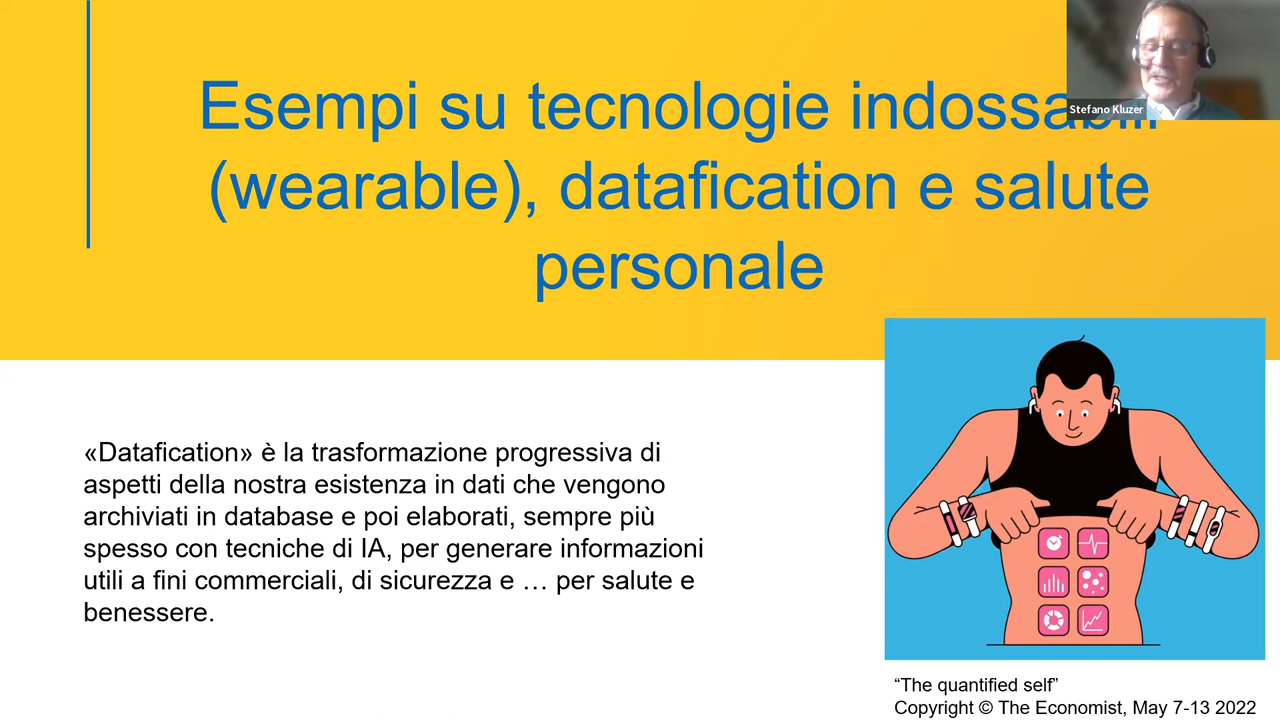 Esempi su tecnologie
(wearable), datafication e salute
personale
Stefano Kluzer
«Datafication» è la trasformazione progressiva di
aspetti della nostra esistenza in dati che vengono
archiviati in database e poi elaborati, sempre più
spesso con tecniche di IA, per generare informazioni
utili a fini commerciali, di sicurezza e … per salute e
benessere.
“The quantified self”
Copyright © The Economist, May 7-13 2022